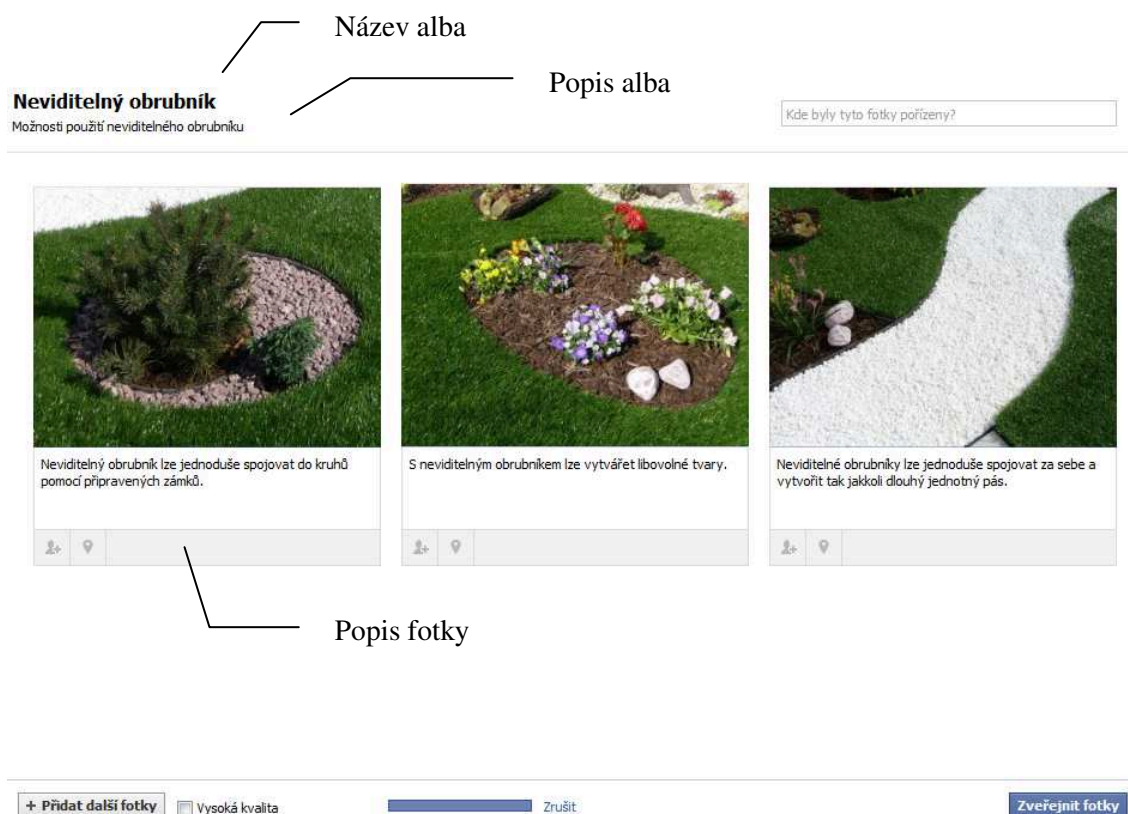 Název alba
Popis alba
Neviditelný obrubník
Možnosti použití neviditelného obrubníku
Kde byly tyto fotky pořízeny?
Neviditelný obrubník lze jednoduše spojovat do kruhů
pomocí připravených zámků.
S neviditelným obrubníkem lze vytvářet libovolné tvary.
Neviditelné obrubníky lze jednoduše spojovat za sebe a
vytvořit tak jakkoli dlouhý jednotný pás.
Popis fotky
+ Přidat další fotky
Vysoká kvalita
Zrušit
Zveřejnit fotky